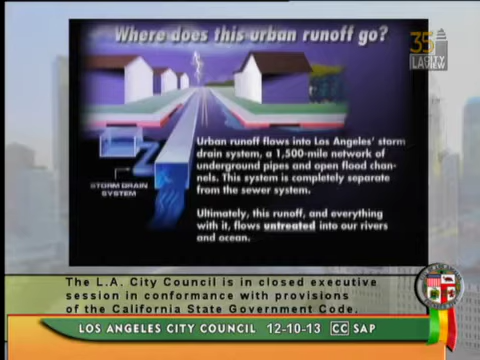 Where does this urban runoff go?
35
LA CITY
VIEW
Urban runoff flows into Los Angeles' storm
drain system, a 1,500-mile network of
underground pipes and open flood chan-
nels. This system is completely separate
from the sewer system.
STORM DRAIN
SYSTEM
Ultimately, this runoff, and everything
with it, flows untreated into our rivers
and ocean.
The L.A. City Council is in closed executive
session in conformance with provisions
of the California State Government Code.
LOS ANGELES CITY COUNCIL 12-10-13 CC SAP